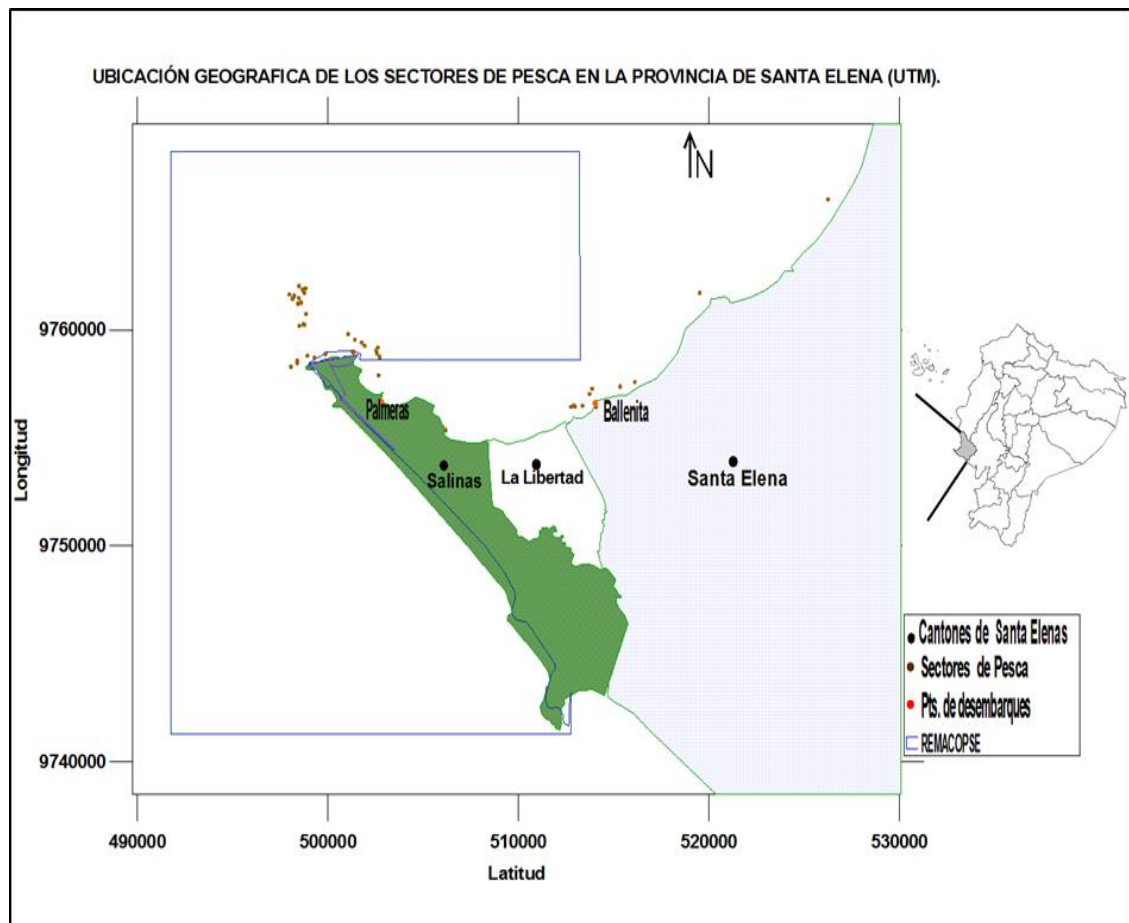 UBICACIÓN GEOGRAFICA DE LOS SECTORES DE PESCA EN LA PROVINCIA DE SANTA ELENA (UTM).
N
9760000
9750000
9740000
Longitud
Palmeras
Ballenita
Salinas
La Libertad
Santa Elena
Cantones de Santa Elenas
Sectores de Pesca
Pts. de desembarques
REMACOPSE
490000
500000
510000
520000
530000
Latitud